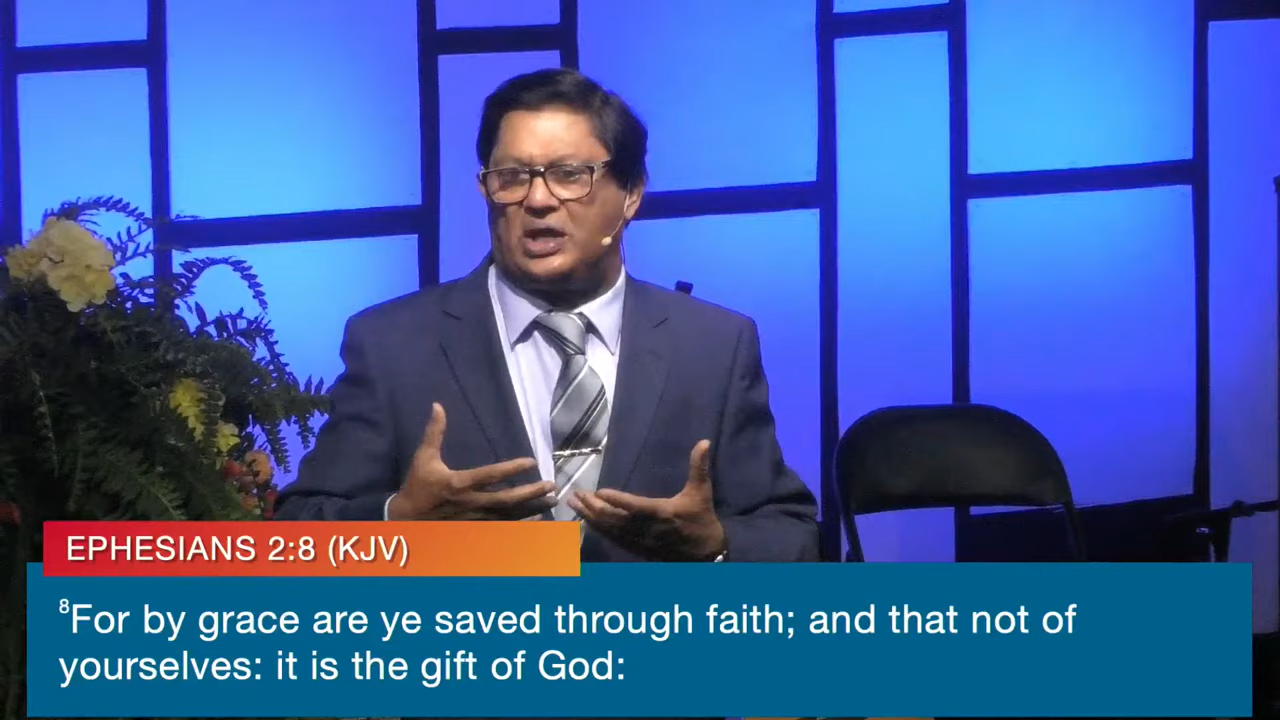 EPHESIANS 2:8 (KJV)
⁸For by grace are ye saved through faith; and that not of
yourselves: it is the gift of God: